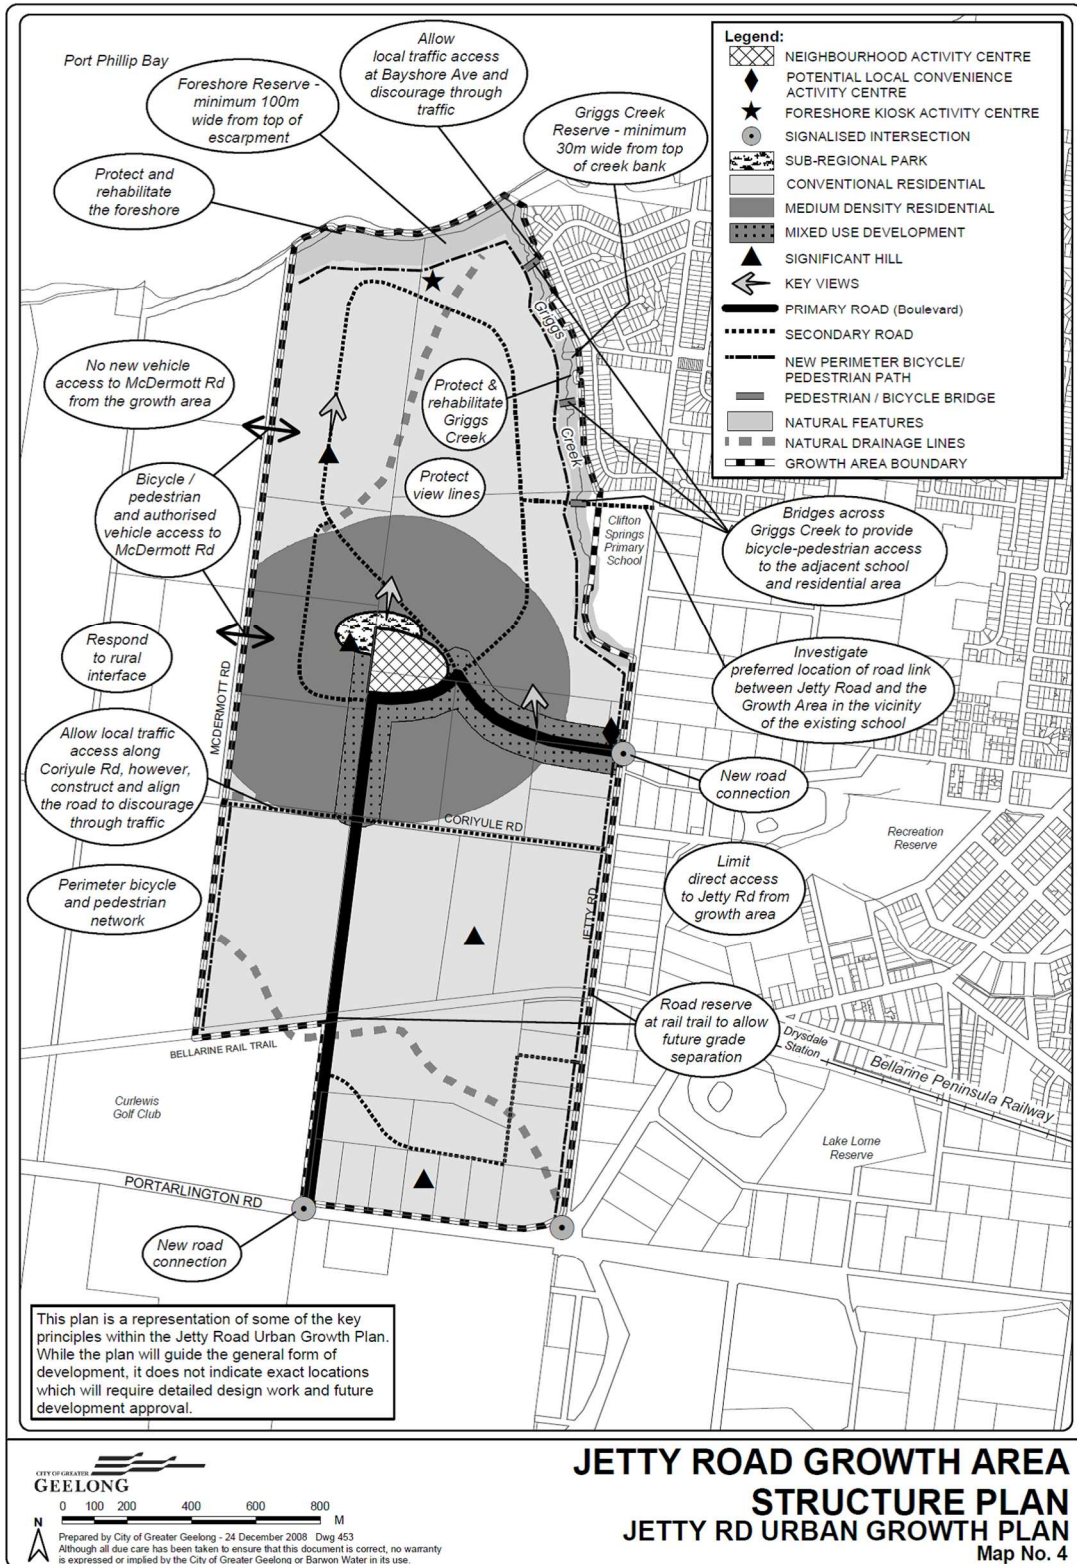 Port Phillip Bay
Foreshore Reserve -
minimum 100m
wide from top of
escarpment
Allow
local traffic access
at Bayshore Ave and
discourage through
traffic
Griggs Creek
Reserve - minimum
30m wide from top
of creek bank
Protect and
rehabilitate
the foreshore
Legend:
NEIGHBOURHOOD ACTIVITY CENTRE
POTENTIAL LOCAL CONVENIENCE
ACTIVITY CENTRE
FORESHORE KIOSK ACTIVITY CENTRE
SIGNALISED INTERSECTION
SUB-REGIONAL PARK
CONVENTIONAL RESIDENTIAL
MEDIUM DENSITY RESIDENTIAL
MIXED USE DEVELOPMENT
SIGNIFICANT HILL
KEY VIEWS
PRIMARY ROAD (Boulevard)
SECONDARY ROAD
NEW PERIMETER BICYCLE/
PEDESTRIAN PATH
PEDESTRIAN / BICYCLE BRIDGE
NATURAL FEATURES
NATURAL DRAINAGE LINES
GROWTH AREA BOUNDARY
No new vehicle
access to McDermott Rd
from the growth area
Griggs
Creek
Protect &
rehabilitate
Griggs
Creek
Protect
view lines
Bicycle /
pedestrian
and authorised
vehicle access to
McDermott Rd
Clifton
Springs
Primary
School
Bridges across
Griggs Creek to provide
bicycle-pedestrian access
to the adjacent school
and residential area
Respond
to rural
interface
MCDERMOTT RD
Investigate
preferred location of road link
between Jetty Road and the
Growth Area in the vicinity
of the existing school
Allow local traffic
access along
Coriyule Rd, however,
construct and align
the road to discourage
through traffic
New road
connection
CORIYULE RD
Recreation
Reserve
Limit
direct access
to Jetty Rd from
growth area
Perimeter bicycle
and pedestrian
network
JETTY RD
Road reserve
at rail trail to allow
future grade
separation
Drysdale
Station
Bellarine Peninsula Railway
BELLARINE RAIL TRAIL
Curlewis
Golf Club
Lake Lorne
Reserve
PORTARLINGTON RD
New road
connection
This plan is a representation of some of the key
principles within the Jetty Road Urban Growth Plan.
While the plan will guide the general form of
development, it does not indicate exact locations
which will require detailed design work and future
development approval.
CITY OF GREATER
GEELONG
0 100 200 400 600 800
M
N
Prepared by City of Greater Geelong - 24 December 2008 Dwg 453
Although all due care has been taken to ensure that this document is correct, no warranty
is expressed or implied by the City of Greater Geelong or Barwon Water in its use.
JETTY ROAD GROWTH AREA
STRUCTURE PLAN
JETTY RD URBAN GROWTH PLAN
Map No. 4